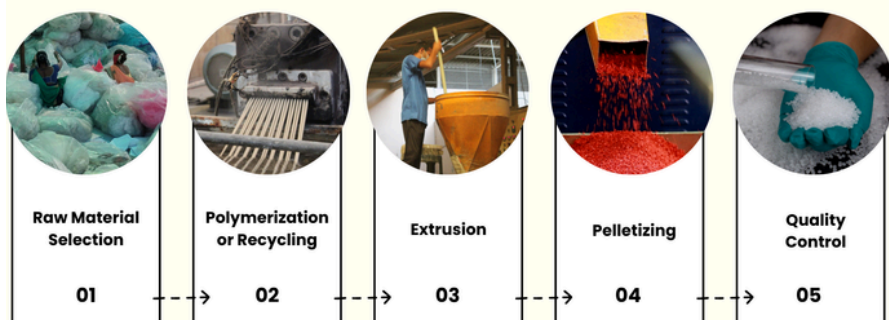 Raw Material
Selection
01
Polymerization
or Recycling
02
Extrusion
03
Pelletizing
04
Quality
Control
05